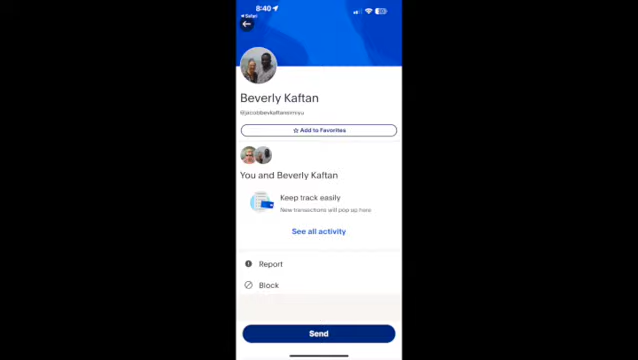 8:40
Safari
Beverly Kaftan
Add to Favorites
You and Beverly Kaftan
Keep track easily
New transactions will pop up here
See all activity
Report
Block
Send